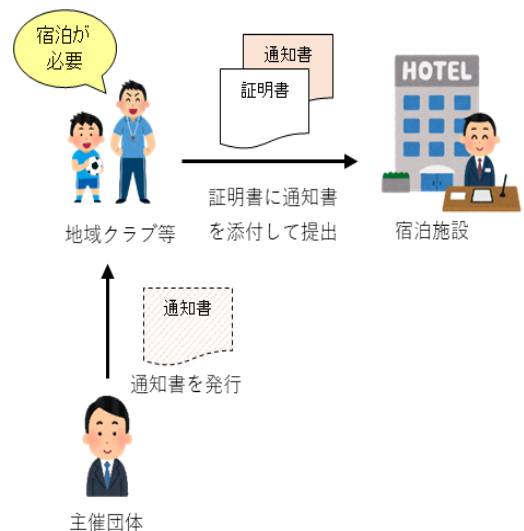 宿泊が
必要
通知書
証明書
HOTEL
証明書に通知書
を添付して提出
地域クラブ等
宿泊施設
通知書
通知書を発行
主催団体